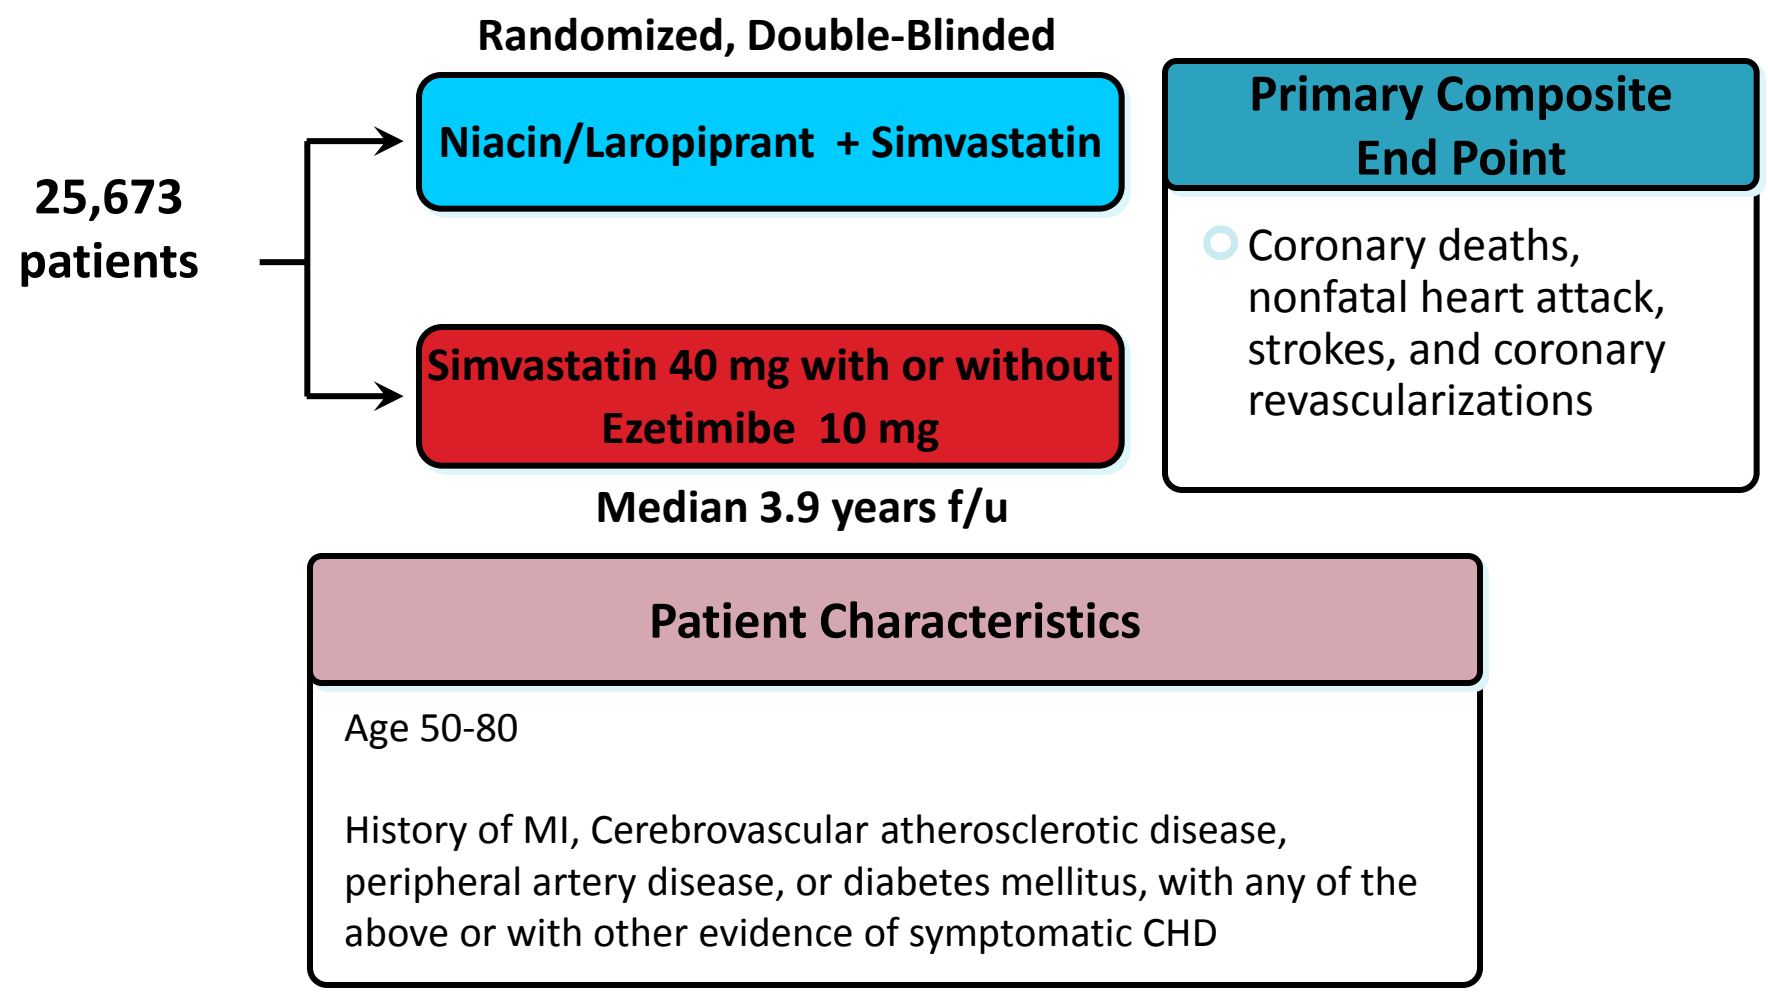 Randomized, Double-Blinded
25,673
patients
Niacin/Laropiprant + Simvastatin
Simvastatin 40 mg with or without
Ezetimibe 10 mg
Median 3.9 years f/u
Primary Composite
End Point
Coronary deaths,
nonfatal heart attack,
strokes, and coronary
revascularizations
Patient Characteristics
Age 50-80
History of MI, Cerebrovascular atherosclerotic disease,
peripheral artery disease, or diabetes mellitus, with any of the
above or with other evidence of symptomatic CHD